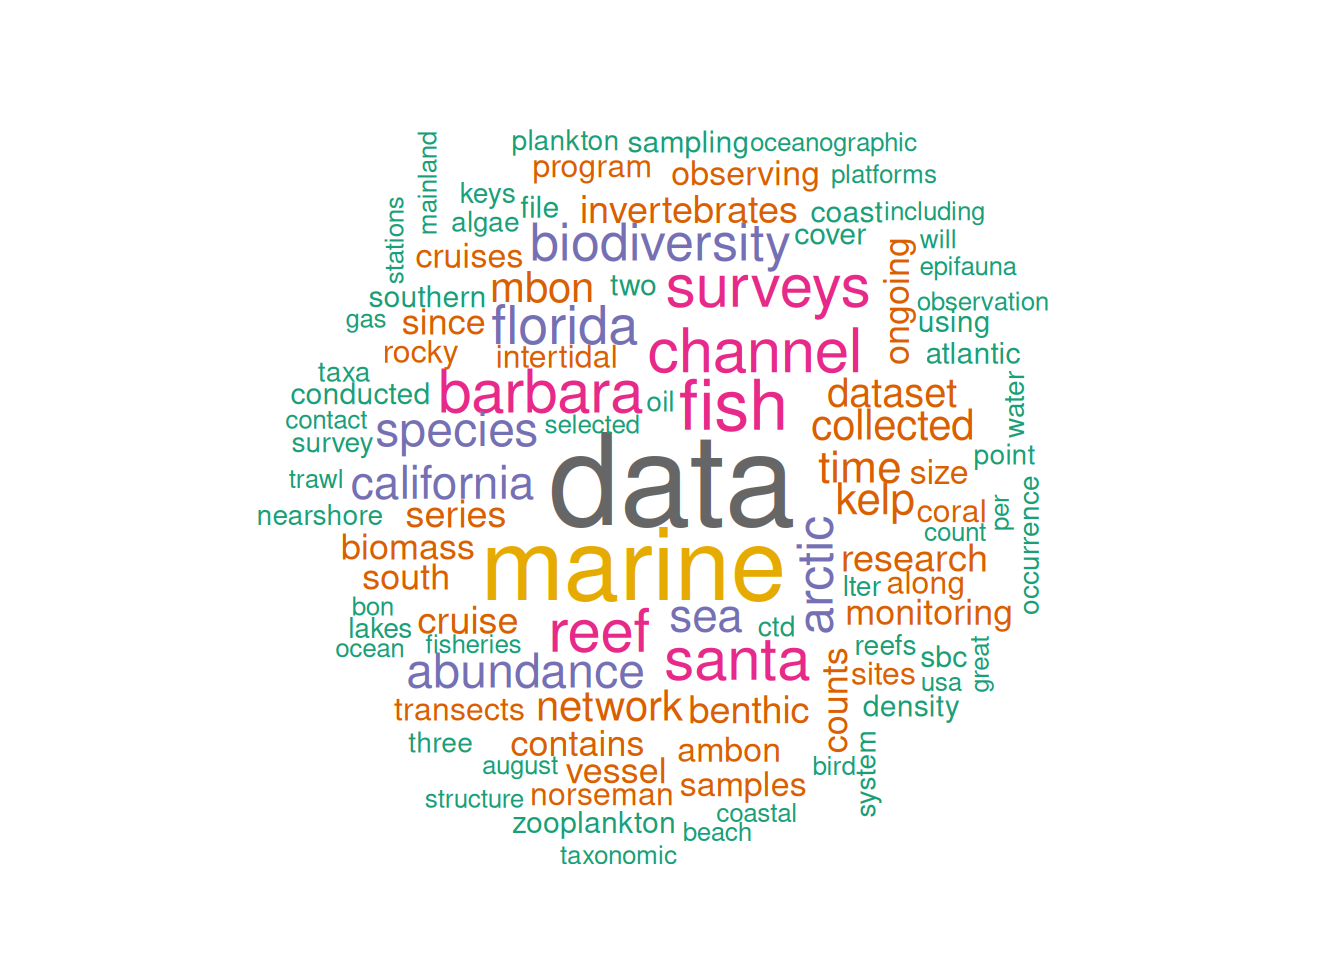 plankton sampling oceanographic
mainland
program observing platforms
keys file invertebrates coast including
algae
stations
cruises biodiversity cover will
ongoing
epifauna
southern mbon two surveys observation
gas since florida using
rocky intertidal channel atlantic
taxa
conducted barbara oil fish dataset
water
contact species selected collected
survey
point
trawl california data time size
kelp coral
per
occurrence
nearshore series
count
biomass marine arctic research
south
lter along
bon
lakes cruise reef sea ctd monitoring
ocean fisheries
reefs sbc
great
abundance santa counts sites usa
transects network benthic density
three contains ambon
august vessel bird
system
structure norseman samples
zooplankton coastal
beach
taxonomic